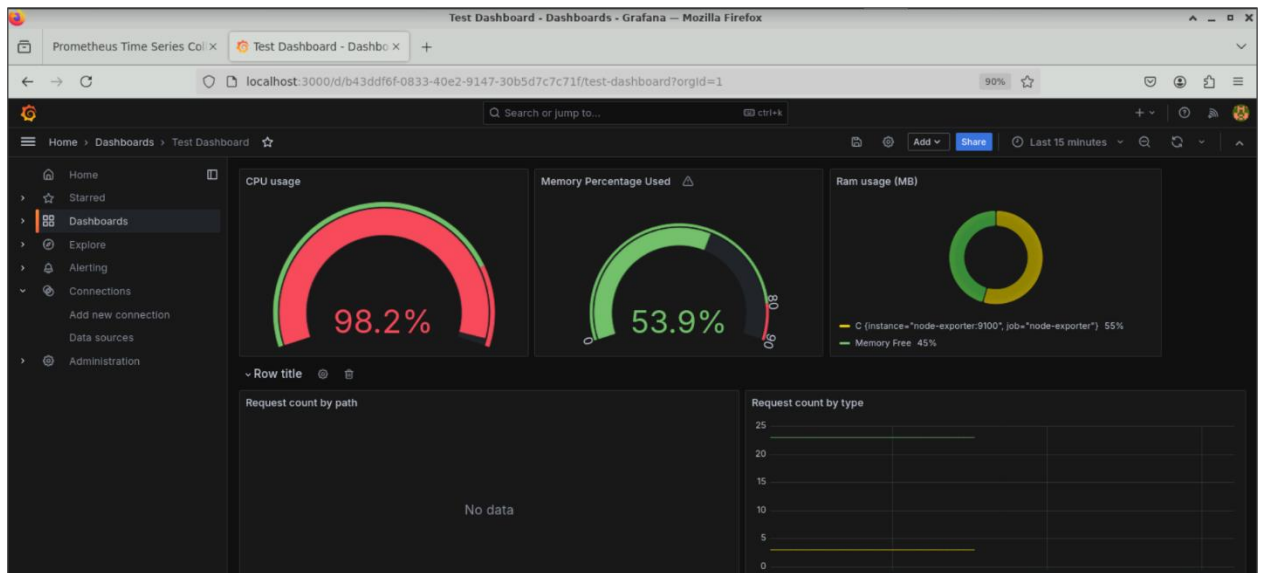 Test Dashboard - Dashboards - Grafana — Mozilla Firefox
Prometheus Time Series Col
Test Dashboard - Dashbo
localhost:3000/d/b43ddf6f-0833-40e2-9147-30b5d7c7c71f/test-dashboard?orgId=1
90%
Search or jump to...
ctrl+k
Home › Dashboards › Test Dashboard
Add
Share
Last 15 minutes
Home
Starred
Dashboards
Explore
Alerting
Connections
Add new connection
Data sources
Administration
CPU usage
98.2%
Memory Percentage Used
53.9%
0
80
90
Ram usage (MB)
C {instance="node-exporter:9100", job="node-exporter"} 55%
Memory Free 45%
Row title
Request count by path
No data
Request count by type
25
20
15
10
5
0